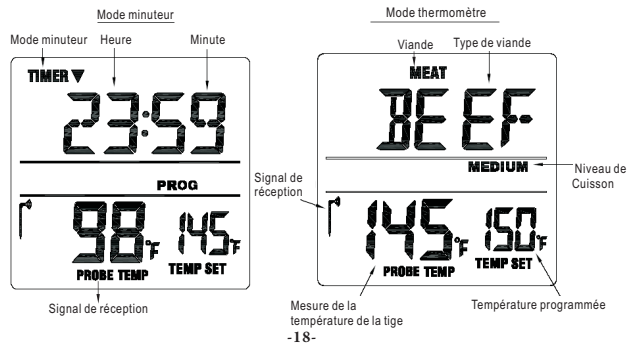 Mode minuteur
Mode minuteur Heure Minute
TIMER ▼
23:59
PROG
98°F 145°F
PROBE TEMP TEMP SET
Signal de réception
Mode thermomètre
Viande Type de viande
MEAT
BEEF
MEDIUM
Niveau de
Cuisson
Signal de
réception
145°F 150°F
PROBE TEMP TEMP SET
Mesure de la
température de la tige
Température programmée
-18-